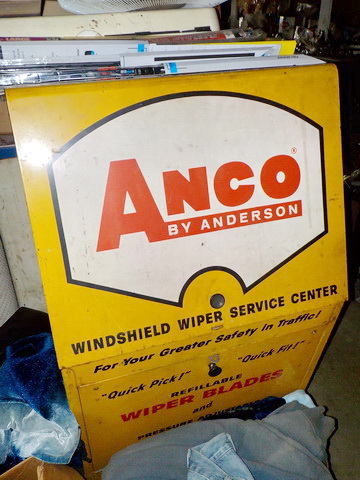 ANCO®
BY ANDERSON
WINDSHIELD WIPER SERVICE CENTER
For Your Greater Safety in Traffic!
"Quick Pick!" "Quick Fit!"
REFILLABLE
WIPER BLADES
and
PRESSURE